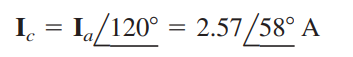 I_c = I_a/120° = 2.57/58° A